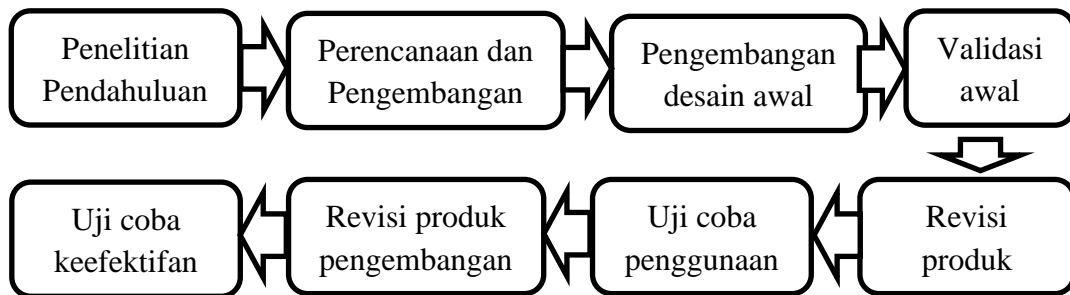 Penelitian
Pendahuluan
Perencanaan dan
Pengembangan
Pengembangan
desain awal
Validasi
awal
Revisi
produk
Uji coba
penggunaan
Revisi produk
pengembangan
Uji coba
keefektifan